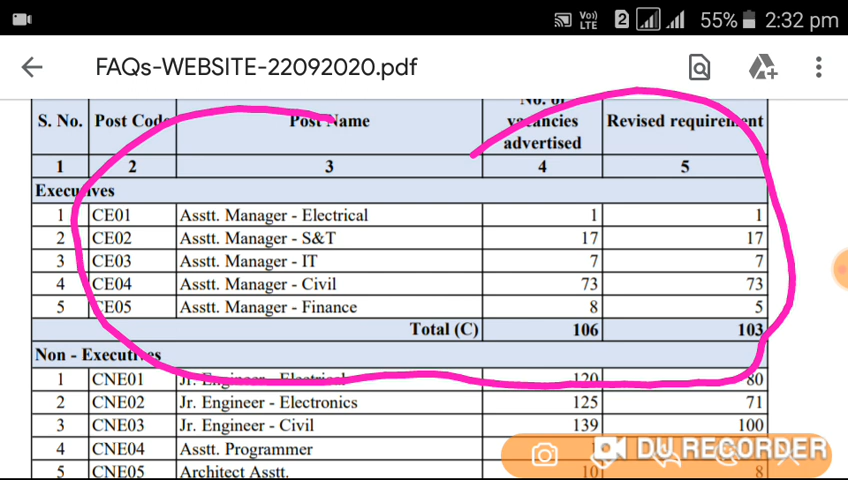 Vo)) LTE 2 55% 2:32 pm
FAQs-WEBSITE-22092020.pdf
S. No. Post Code Post Name No. of vacancies advertised Revised requirement
1 2 3 4 5
Executives
1 CE01 Asstt. Manager - Electrical 1 1
2 CE02 Asstt. Manager - S&T 17 17
3 CE03 Asstt. Manager - IT 7 7
4 CE04 Asstt. Manager - Civil 73 73
5 CE05 Asstt. Manager - Finance 8 5
Total (C) 106 103
Non - Executives
1 CNE01 Jr. Engineer - Electrical 120 80
2 CNE02 Jr. Engineer - Electronics 125 71
3 CNE03 Jr. Engineer - Civil 139 100
4 CNE04 Asstt. Programmer
5 CNE05 Architect Asstt. 10 8
DU RECORDER